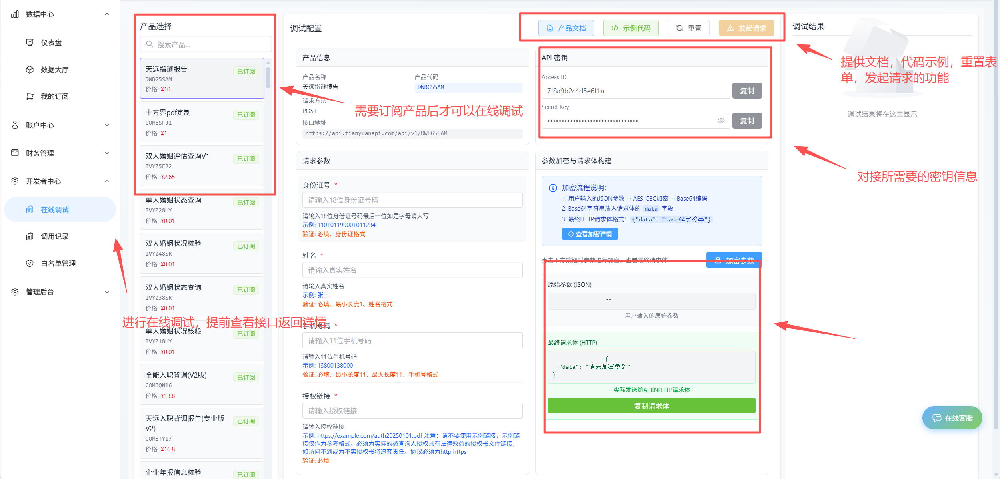 数据中心
仪表盘
数据大厅
我的订阅
账户中心
财务管理
开发者中心
在线调试
调用记录
白名单管理
管理后台
产品选择
搜索产品...
天远指谜报告
已订阅
DWBG5SAM
价格: ¥10
十方界pdf定制
已订阅
COMBSFJ1
价格: ¥1
双人婚姻评估查询V1
已订阅
IVYZ5E22
价格: ¥2.65
单人婚姻状态查询
已订阅
IVYZ28HY
价格: ¥0.01
双人婚姻状况核验
已订阅
IVYZ48SR
价格: ¥0.01
双人婚姻状态查询
已订阅
IVYZ38SR
价格: ¥0.01
进行在线调试，提前查看接口返回详情
单人婚姻状况核验
已订阅
IVYZ18HY
价格: ¥0.01
全能入职背调(V2版)
已订阅
COMBQN16
价格: ¥13.8
天远入职背调报告(专业版
V2)
已订阅
COMBTY17
价格: ¥16.8
企业年报信息核验
已订阅
调试配置
产品文档
</> 示例代码
重置
发起请求
产品信息
产品名称
天远指谜报告
产品代码
DWBG5SAM
请求方法
POST
需要订阅产品后才可以在线调试
接口地址
https://api.tianyuanapi.com/api/v1/DWBG5SAM
API 密钥
Access ID
7f8a9b2c4d5e6f1a
复制
Secret Key
••••••••••••••••••••••••••••••••
复制
请求参数
身份证号 *
请输入18位身份证号码
请输入18位身份证号码最后一位如是字母请大写
示例: 110101199001011234
验证: 必填、身份证格式
姓名 *
请输入真实姓名
请输入真实姓名
示例: 张三
验证: 必填、最小长度1、姓名格式
手机号码 *
请输入11位手机号码
请输入11位手机号码
示例: 13800138000
验证: 必填、最小长度11、最大长度11、手机号格式
授权链接 *
请输入授权链接
请输入授权链接
示例: https://example.com/auth20250101.pdf 注意：请不要使用示例链接，示例链
接仅作为参考格式。必须为实际的被查询人授权具有法律效益的授权书文件链接，
如访问不到或为不实授权书将追究责任。协议必须为http https
验证: 必填
参数加密与请求体构建
加密流程说明：
1. 用户输入的JSON参数 → AES-CBC加密 → Base64编码
2. Base64字符串放入请求体的 data 字段
3. 最终HTTP请求体格式： {"data": "base64字符串"}
查看加密详情
点击下方按钮对参数进行加密，查看最终请求体
加密参数
原始参数 (JSON)
""
用户输入的原始参数
最终请求体 (HTTP)
{
"data": "请先加密参数"
}
实际发送给API的HTTP请求体
复制请求体
调试结果
提供文档，代码示例，重置表
单，发起请求的功能
调试结果将在这里显示
对接所需要的密钥信息
在线客服